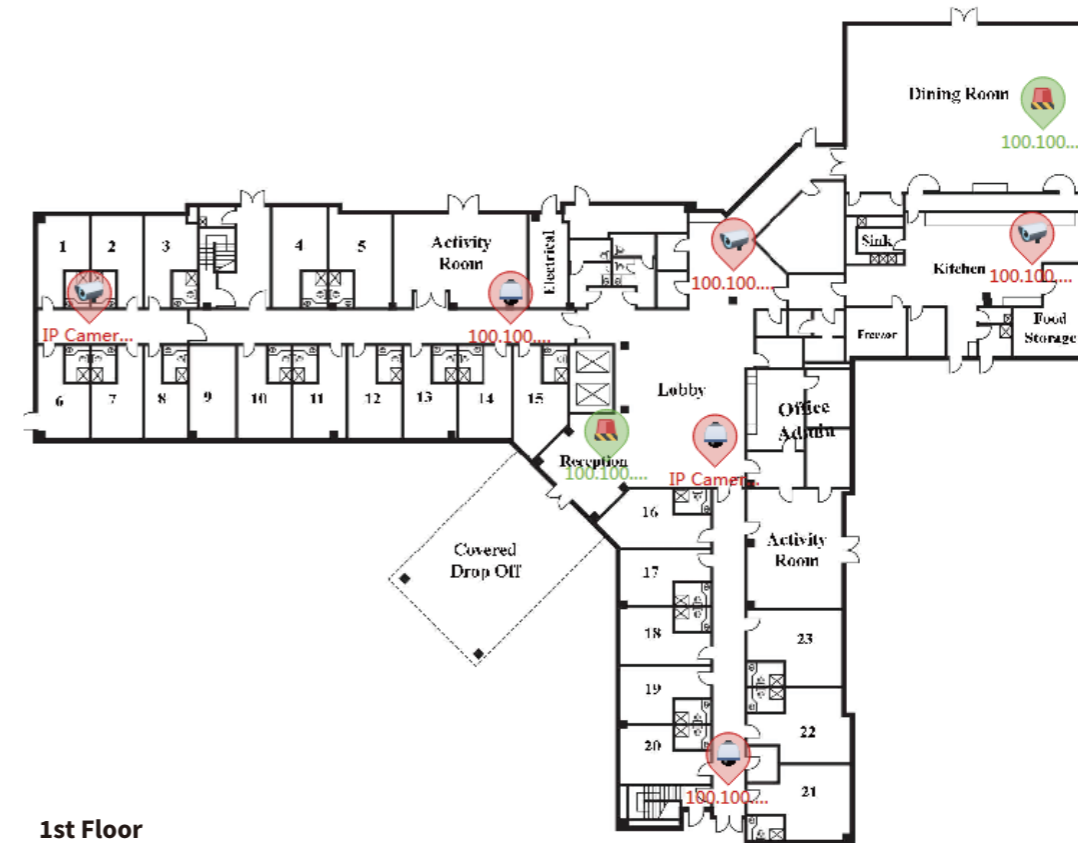 Dining Room
100.100....
1
2
3
4
5
Activity
Room
Electrical
100.100....
Sink
Kitchen
100.100....
IP Camer...
100.100....
Freezer
Food
Storage
6
7
8
9
10
11
12
13
14
15
Lobby
Office
Admin
Reception
100.100....
IP Camer...
16
Activity
Room
Covered
Drop Off
17
18
23
19
20
22
21
100.100....
1st Floor